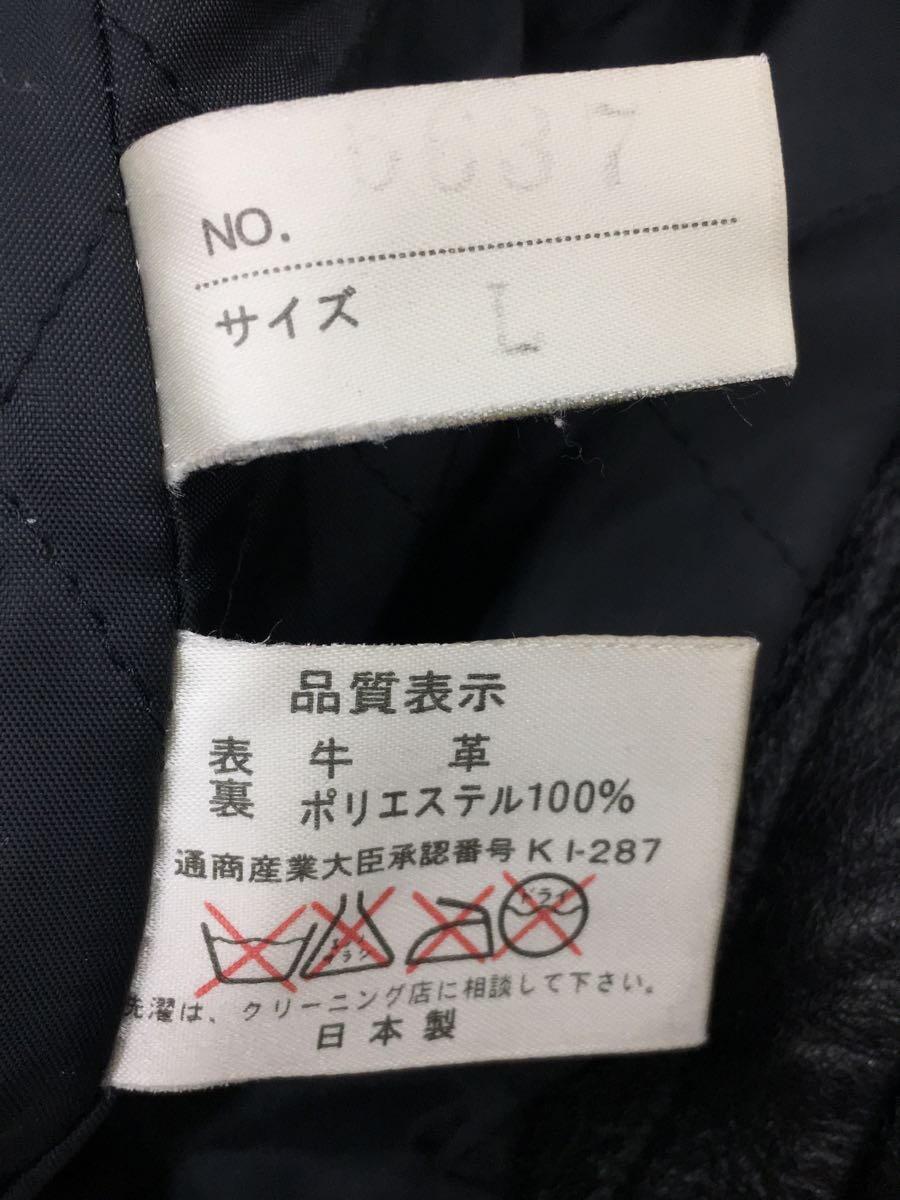 NO.
サイズ L
品質表示
表 牛 革
裏 ポリエステル100%
通商産業大臣承認番号 K I-287
ドライ
洗濯は、クリーニング店に相談して下さい。
日本製